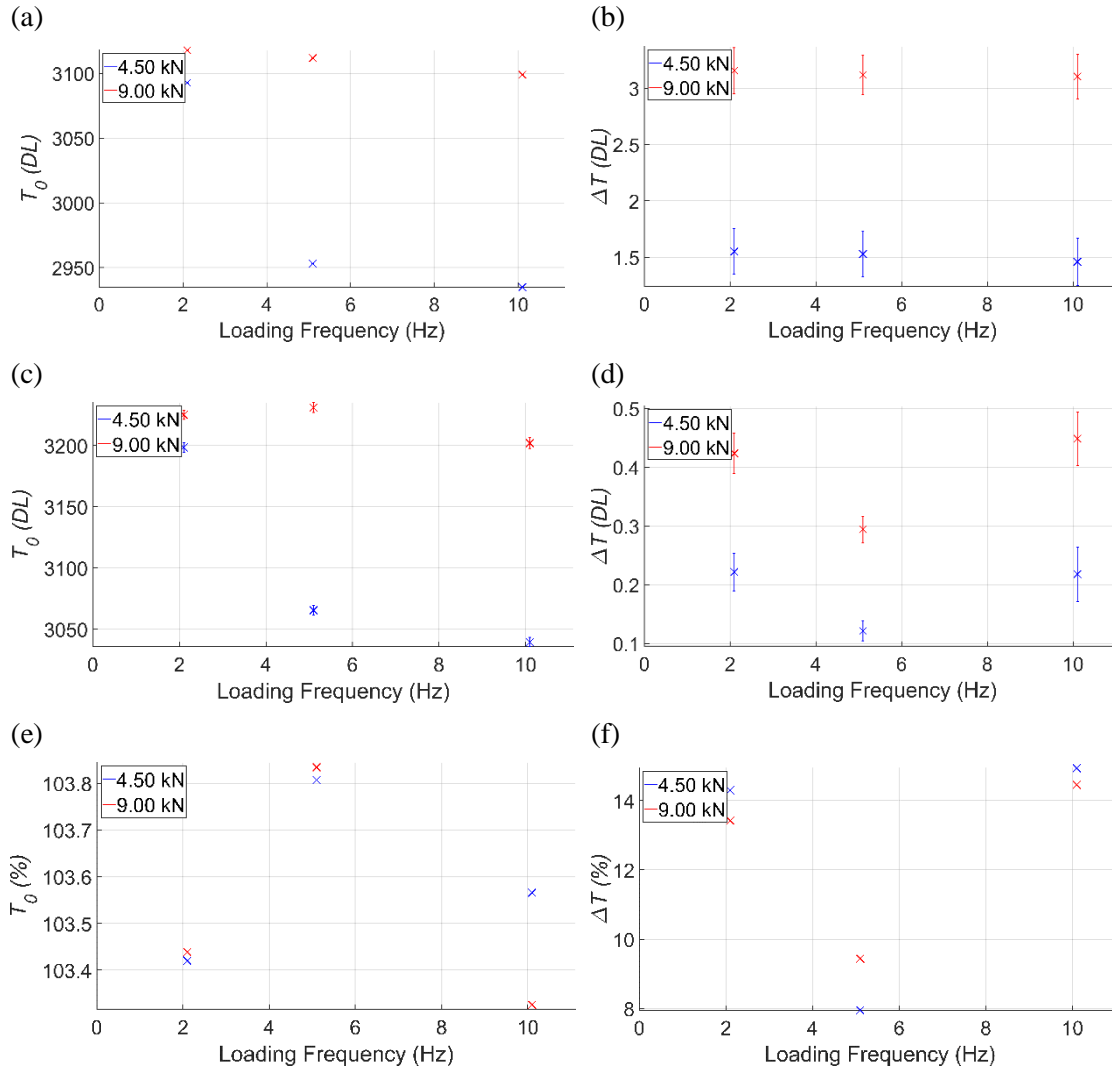 (a)
4.50 kN
9.00 kN
3100
3050
3000
2950
T0 (DL)
0 2 4 6 8 10
Loading Frequency (Hz)
(b)
4.50 kN
9.00 kN
3
2.5
2
1.5
ΔT (DL)
0 2 4 6 8 10
Loading Frequency (Hz)
(c)
4.50 kN
9.00 kN
3200
3150
3100
3050
T0 (DL)
0 2 4 6 8 10
Loading Frequency (Hz)
(d)
4.50 kN
9.00 kN
0.5
0.4
0.3
0.2
0.1
ΔT (DL)
0 2 4 6 8 10
Loading Frequency (Hz)
(e)
4.50 kN
9.00 kN
103.8
103.7
103.6
103.5
103.4
T0 (%)
0 2 4 6 8 10
Loading Frequency (Hz)
(f)
4.50 kN
9.00 kN
14
12
10
8
ΔT (%)
0 2 4 6 8 10
Loading Frequency (Hz)